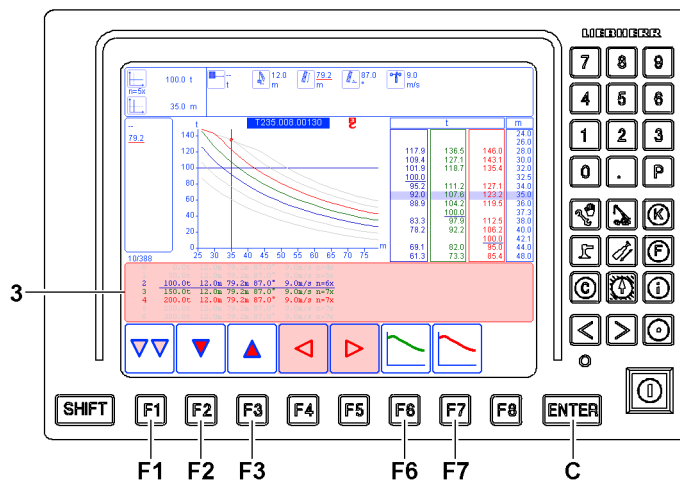 LIEBHERR
100.0 t
n=5x
35.0 m
--
t
12.0
m
79.2
m
87.0
°
9.0
m/s
--
79.2
10/388
T235 008.00130
t
140
120
100
80
60
40
20
0
25 30 35 40 45 50 55 60 65 70 75
m
t m
24.0
26.0
117.9 136.5 146.0 28.0
109.4 127.1 143.1 30.0
101.9 118.7 135.4 32.0
100.0 32.5
95.2 111.2 127.1 34.0
92.0 107.6 123.2 35.0
88.9 104.2 119.5 36.0
100.0 37.3
83.3 97.9 112.5 38.0
78.2 92.2 106.2 40.0
100.0 42.1
69.1 82.0 95.0 44.0
61.3 73.3 85.4 48.0
3
2 100.0t 12.0m 79.2m 87.0° 9.0m/s n=6x
3 150.0t 12.0m 79.2m 87.0° 9.0m/s n=7x
4 200.0t 12.0m 79.2m 87.0° 9.0m/s n=7x
7 8 9
4 5 6
1 2 3
0 . P
K
F
C i
< >
SHIFT F1 F2 F3 F4 F5 F6 F7 F8 ENTER
F1 F2 F3 F6 F7 C